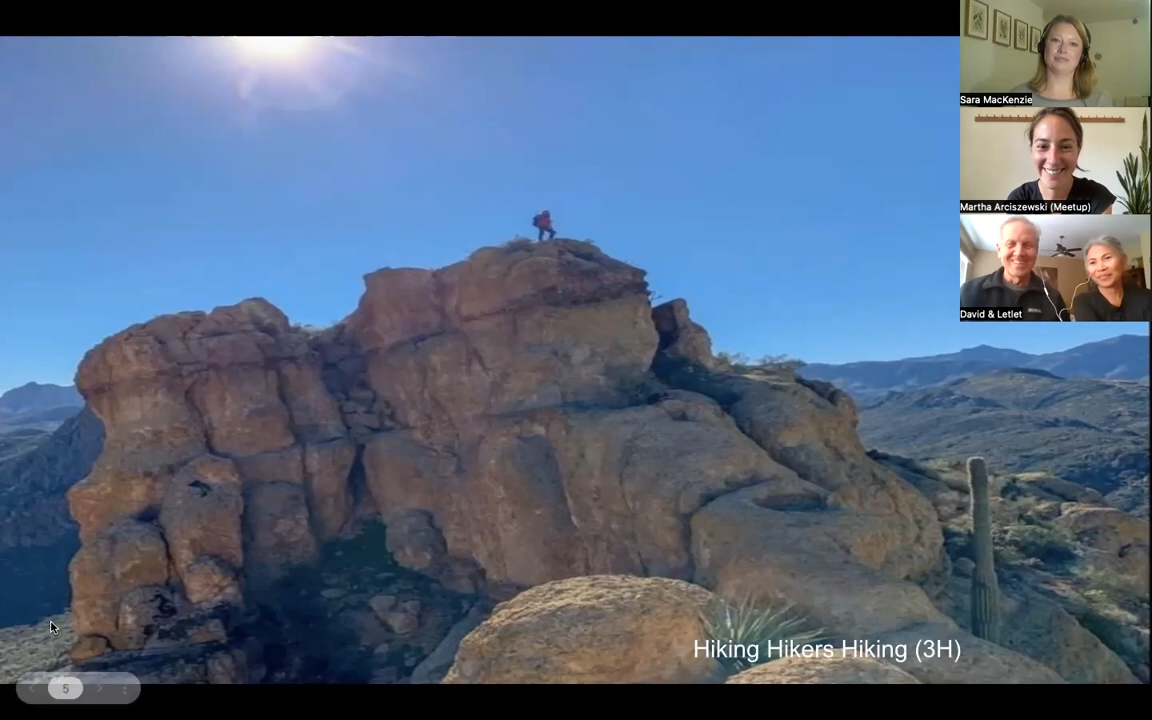 Sara MacKenzie
Martha Arciszewski (Meetup)
David & Letlet
Hiking Hikers Hiking (3H)
5